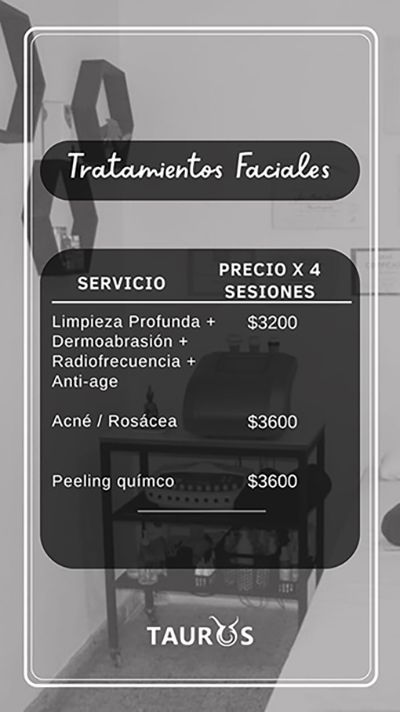 Tratamientos Faciales
SERVICIO
PRECIO X 4
SESIONES
Limpieza Profunda +
Dermoabrasión +
Radiofrecuencia +
Anti-age
$3200
Acné / Rosácea
$3600
Peeling químco
$3600
TAURUS